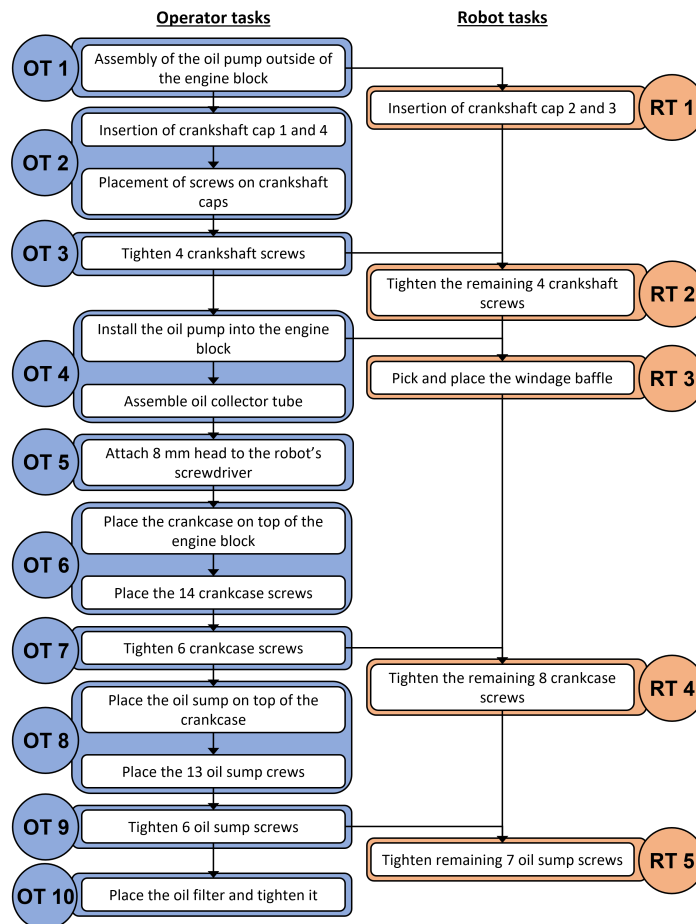 Operator tasks
Robot tasks
OT 1
Assembly of the oil pump outside of
the engine block
Insertion of crankshaft cap 2 and 3
RT 1
OT 2
Insertion of crankshaft cap 1 and 4
Placement of screws on crankshaft
caps
OT 3
Tighten 4 crankshaft screws
Tighten the remaining 4 crankshaft
screws
RT 2
OT 4
Install the oil pump into the engine
block
Assemble oil collector tube
Pick and place the windage baffle
RT 3
OT 5
Attach 8 mm head to the robot’s
screwdriver
OT 6
Place the crankcase on top of the
engine block
Place the 14 crankcase screws
OT 7
Tighten 6 crankcase screws
Tighten the remaining 8 crankcase
screws
RT 4
OT 8
Place the oil sump on top of the
crankcase
Place the 13 oil sump crews
OT 9
Tighten 6 oil sump screws
Tighten remaining 7 oil sump screws
RT 5
OT 10
Place the oil filter and tighten it